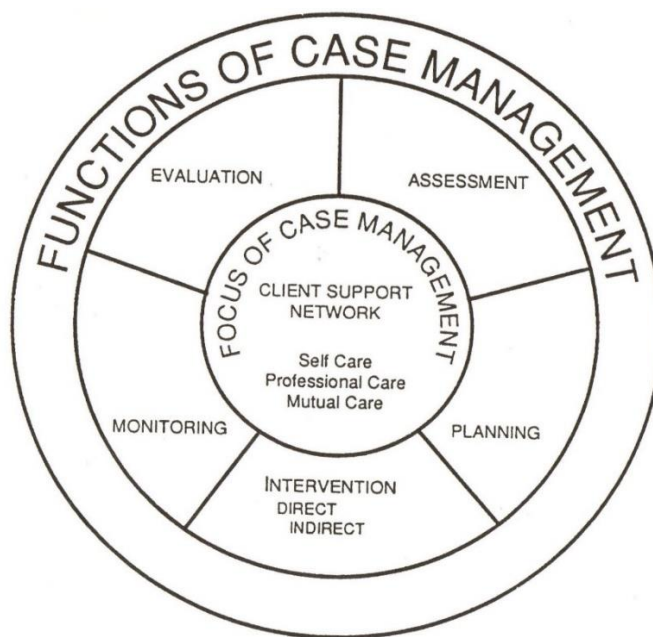 FUNCTIONS OF CASE MANAGEMENT
EVALUATION
ASSESSMENT
FOCUS OF CASE MANAGEMENT
CLIENT SUPPORT
NETWORK
Self Care
Professional Care
Mutual Care
MONITORING
PLANNING
INTERVENTION
DIRECT
INDIRECT